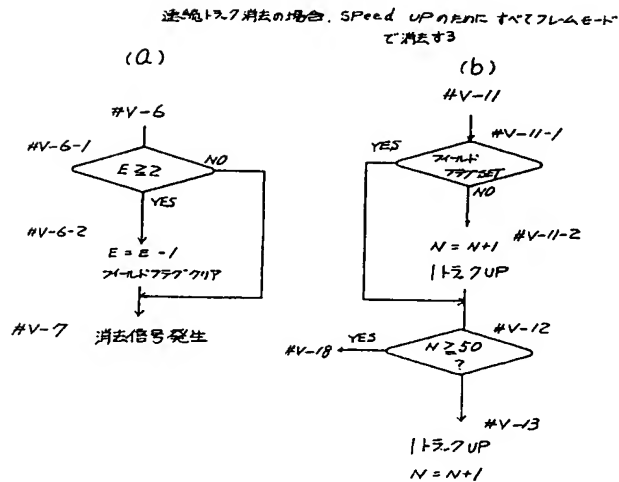 連続トラック消去の場合、SPeed UPのために すべてフレームモード
で消去する
(a)
(b)
#V-6
#V-11
#V-6-1
E≧2
NO
YES
#V-6-2
E=E-1
フィールドフラグクリア
#V-7 消去信号発生
#V-11-1
YES
フィールド
フラグSET
NO
N=N+1 #V-11-2
1トラックUP
#V-12
#V-18 YES
N≧50
?
#V-13
1トラックUP
N=N+1